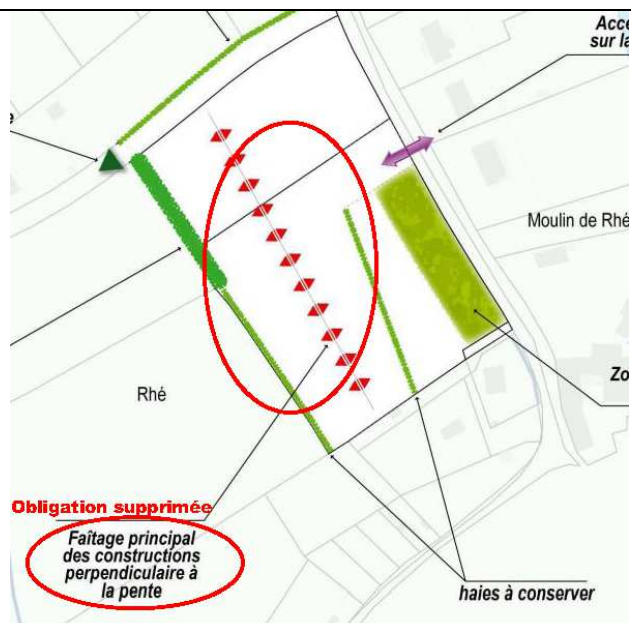 Acce
sur la
e
Moulin de Rhé
Zo
Rhé
Obligation supprimée
Faîtage principal
des constructions
perpendiculaire à
la pente
haies à conserver